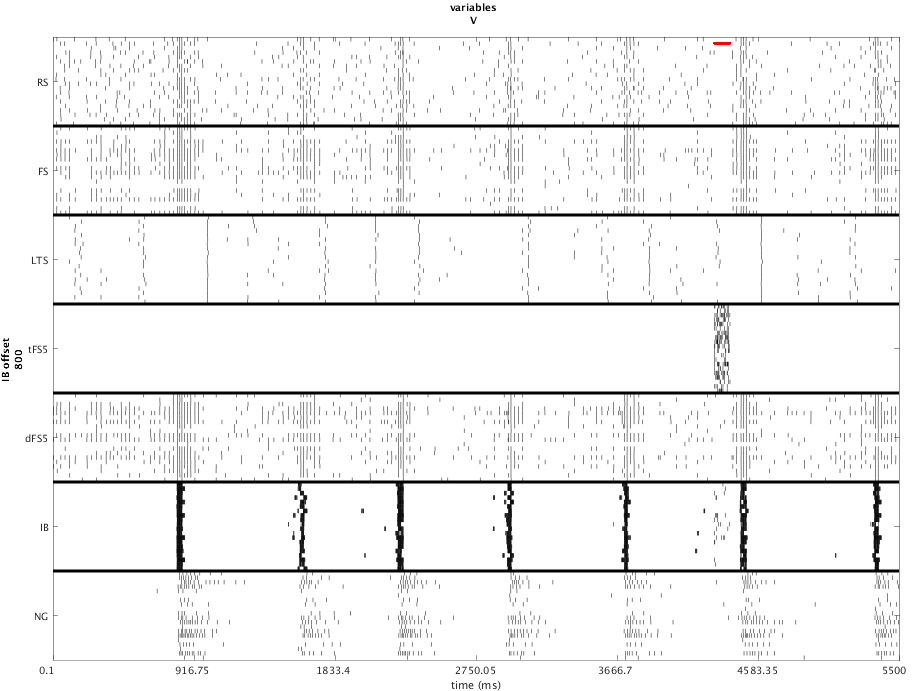 variables
V
RS
FS
LTS
tFS5
dFS5
IB
NG
IB offset
800
0.1 916.75 1833.4 2750.05 3666.7 4583.35 5500
time (ms)